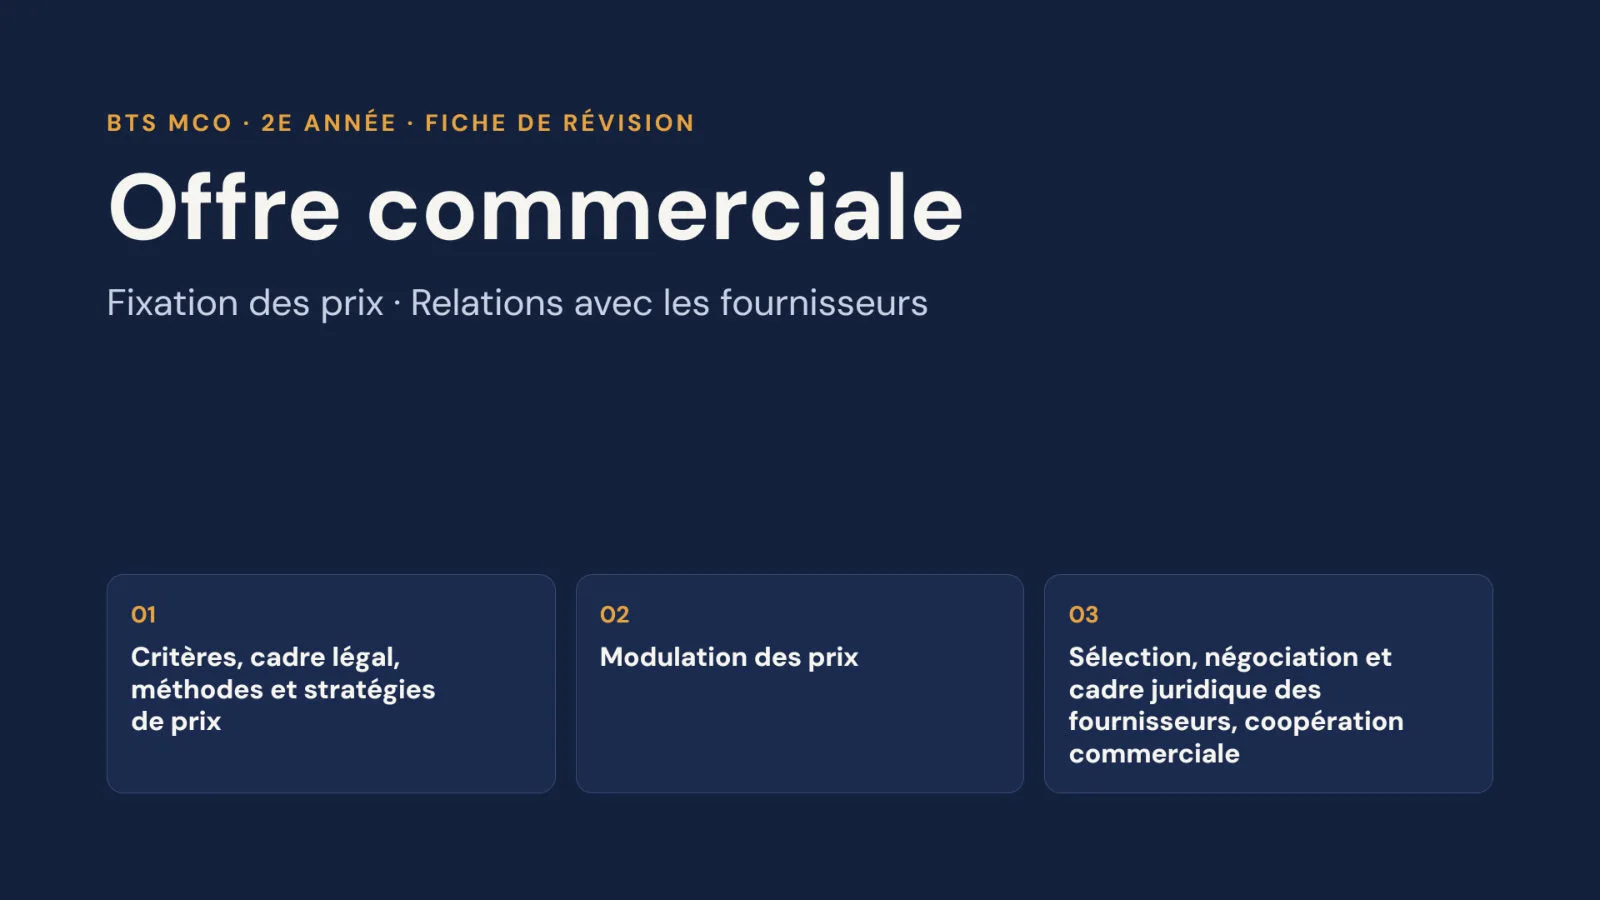 BTS MCO · 2E ANNÉE · FICHE DE RÉVISION
Offre commerciale
Fixation des prix · Relations avec les fournisseurs
01
Critères, cadre légal,
méthodes et stratégies
de prix
02
Modulation des prix
03
Sélection, négociation et
cadre juridique des
fournisseurs, coopération
commerciale